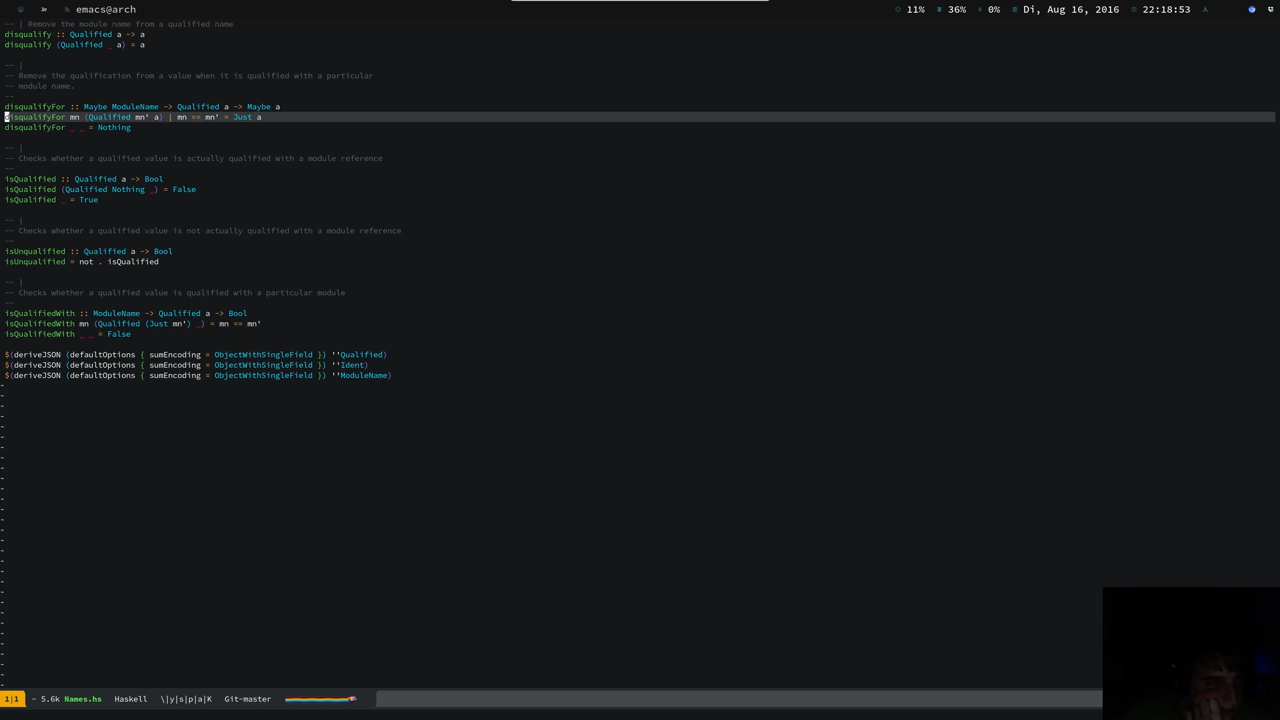 emacs@arch 11% 36% 0% Di, Aug 16, 2016 22:18:53
-- | Remove the module name from a qualified name
disqualify :: Qualified a -> a
disqualify (Qualified _ a) = a
-- |
-- Remove the qualification from a value when it is qualified with a particular
-- module name.
--
disqualifyFor :: Maybe ModuleName -> Qualified a -> Maybe a
disqualifyFor mn (Qualified mn' a) | mn == mn' = Just a
disqualifyFor _ _ = Nothing
-- |
-- Checks whether a qualified value is actually qualified with a module reference
--
isQualified :: Qualified a -> Bool
isQualified (Qualified Nothing _) = False
isQualified _ = True
-- |
-- Checks whether a qualified value is not actually qualified with a module reference
--
isUnqualified :: Qualified a -> Bool
isUnqualified = not . isQualified
-- |
-- Checks whether a qualified value is qualified with a particular module
--
isQualifiedWith :: ModuleName -> Qualified a -> Bool
isQualifiedWith mn (Qualified (Just mn') _) = mn == mn'
isQualifiedWith _ _ = False
$(deriveJSON (defaultOptions { sumEncoding = ObjectWithSingleField }) ''Qualified)
$(deriveJSON (defaultOptions { sumEncoding = ObjectWithSingleField }) ''Ident)
$(deriveJSON (defaultOptions { sumEncoding = ObjectWithSingleField }) ''ModuleName)
1|1 - 5.6k Names.hs Haskell \|y|s|p|a|K Git-master